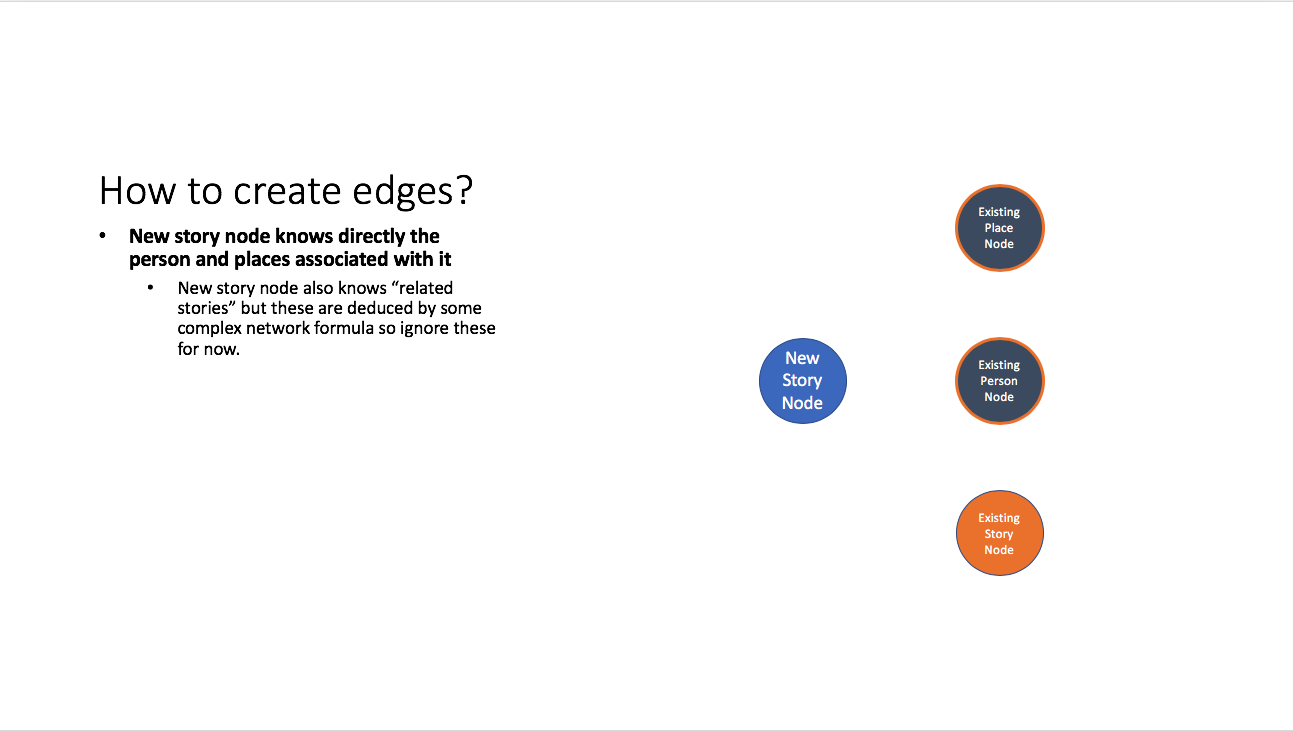 How to create edges?
• New story node knows directly the
person and places associated with it
• New story node also knows “related
stories” but these are deduced by some
complex network formula so ignore these
for now.
Existing
Place
Node
New
Story
Node
Existing
Person
Node
Existing
Story
Node